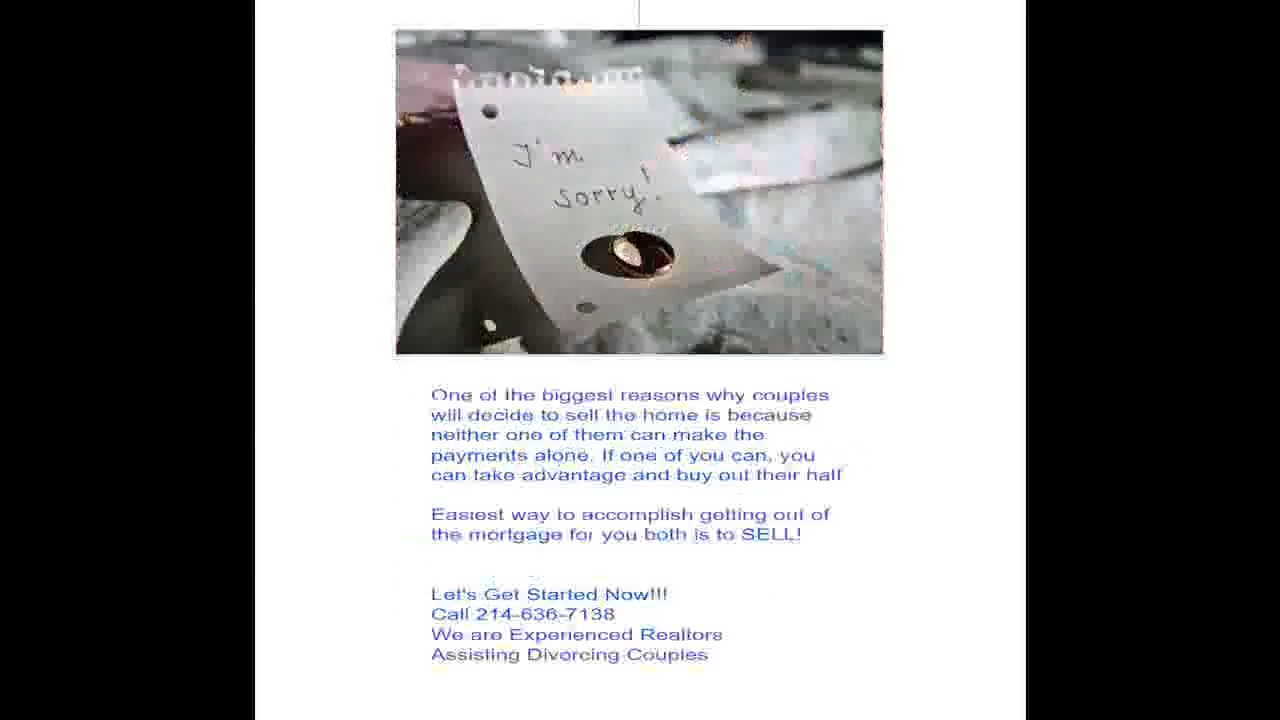 I'm
sorry!
One of the biggest reasons why couples
will decide to sell the home is because
neither one of them can make the
payments alone. If one of you can, you
can take advantage and buy out their half
Easiest way to accomplish getting out of
the mortgage for you both is to SELL!
Let's Get Started Now!!!
Call 214-636-7138
We are Experienced Realtors
Assisting Divorcing Couples